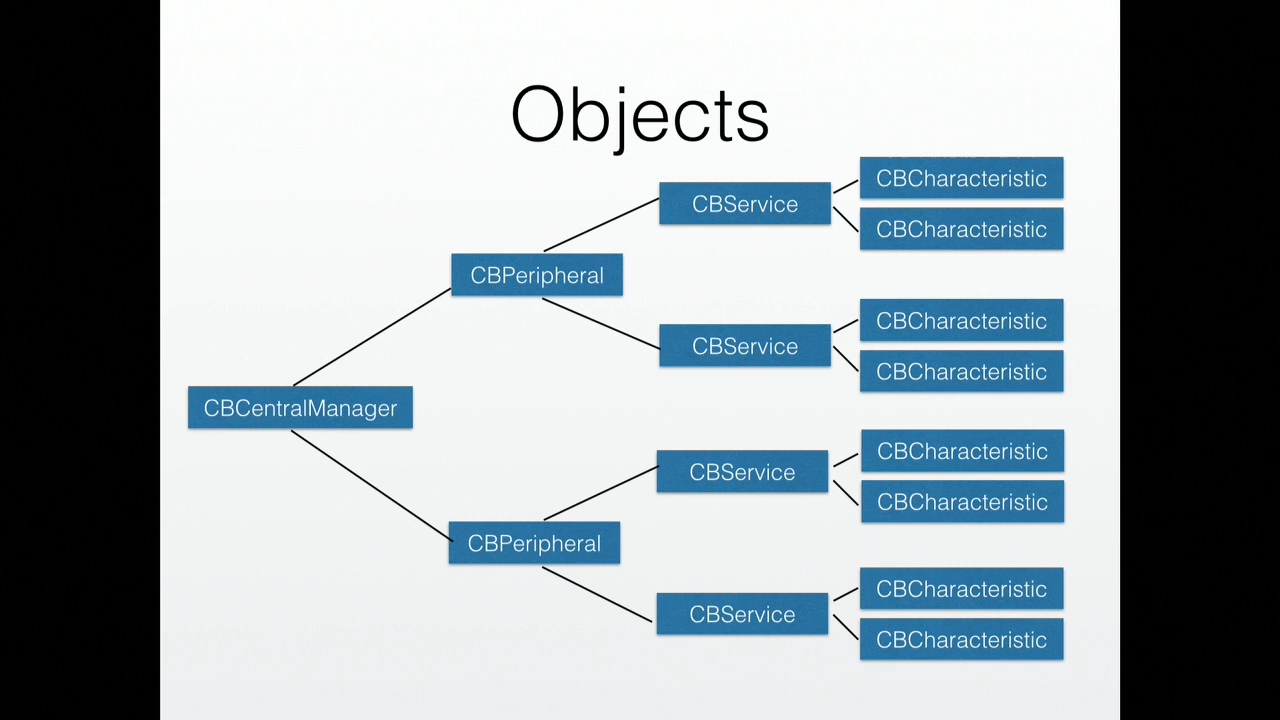 Objects
CBCharacteristic
CBService
CBCharacteristic
CBPeripheral
CBCharacteristic
CBService
CBCharacteristic
CBCentralManager
CBCharacteristic
CBService
CBCharacteristic
CBPeripheral
CBCharacteristic
CBService
CBCharacteristic